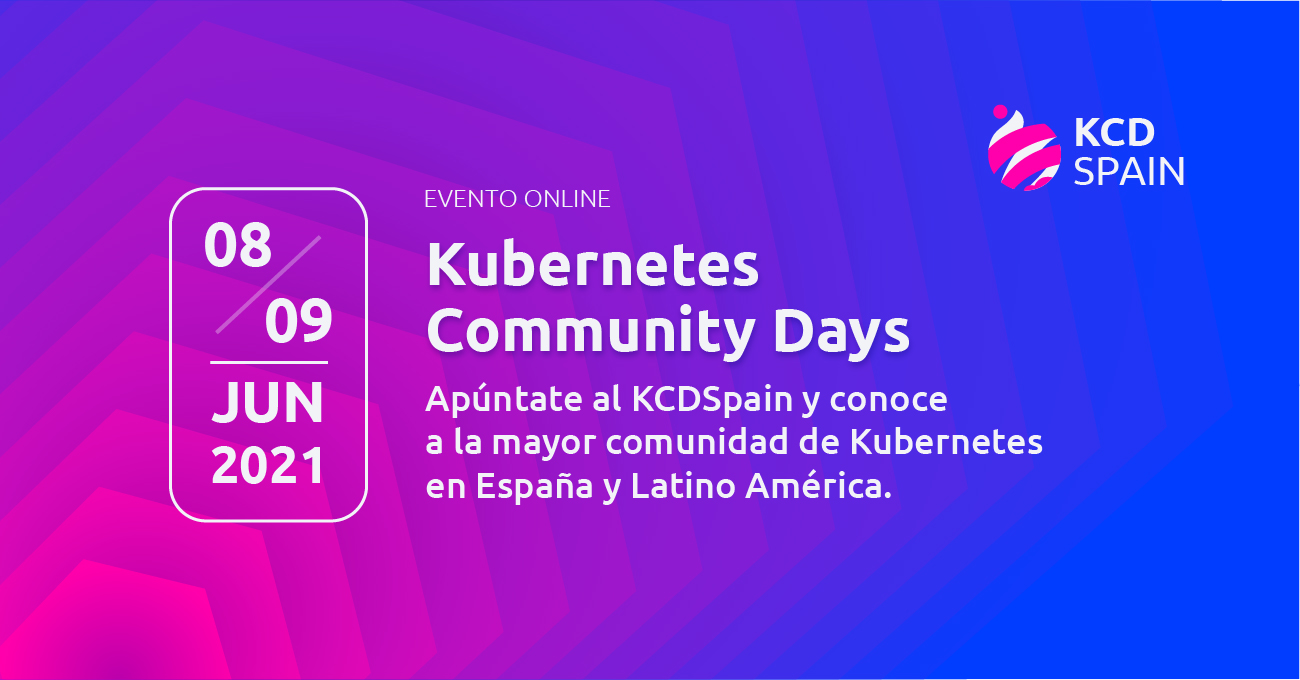 KCD
SPAIN
08
09
JUN
2021
EVENTO ONLINE
Kubernetes
Community Days
Apúntate al KCDSpain y conoce
a la mayor comunidad de Kubernetes
en España y Latino América.